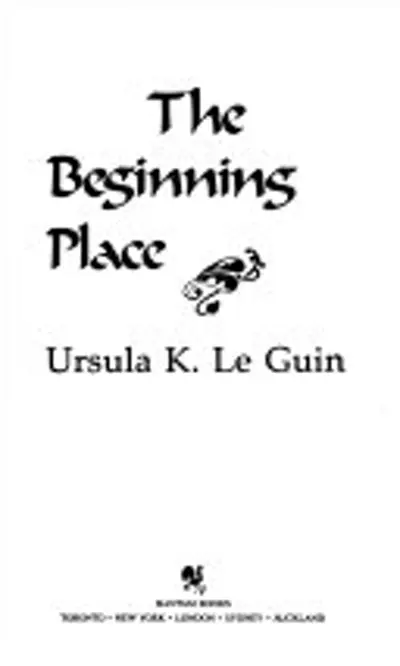 The
Beginning
Place
Ursula K. Le Guin
BANTAM BOOKS
TORONTO • NEW YORK • LONDON • SYDNEY • AUCKLAND